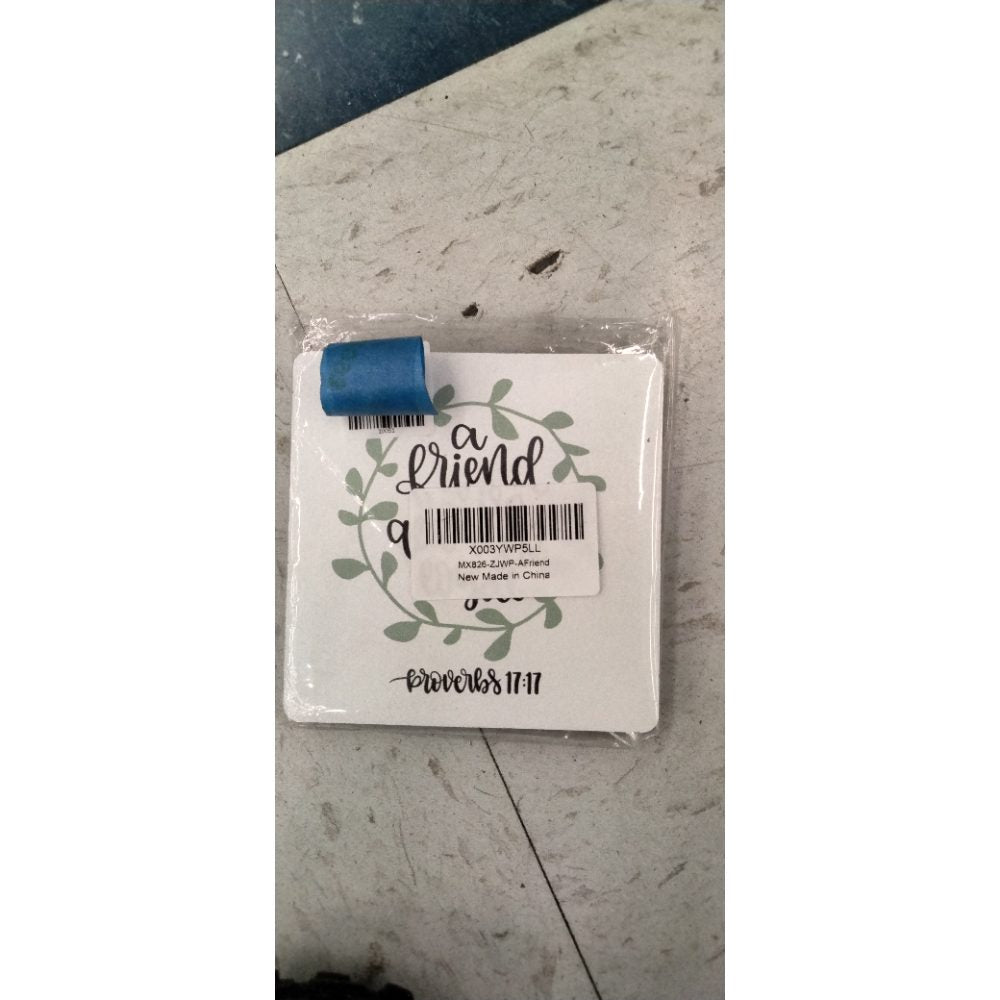 a
friend
a
X003YWP5LL
MX826-ZJWP-AFriend
New Made in China
proverbs 17:17